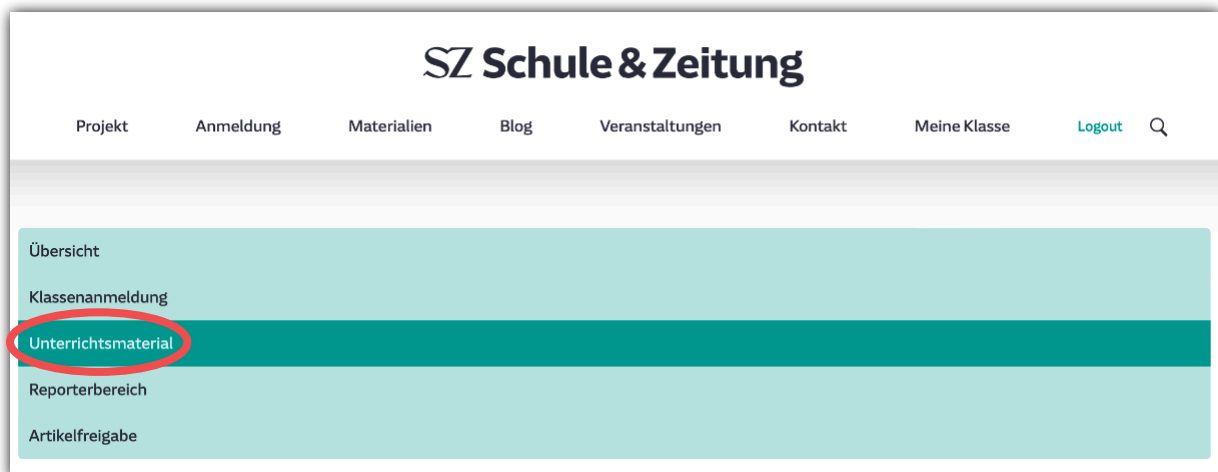 SZ Schule & Zeitung
Projekt Anmeldung Materialien Blog Veranstaltungen Kontakt Meine Klasse Logout
Übersicht
Klassenanmeldung
Unterrichtsmaterial
Reporterbereich
Artikelfreigabe